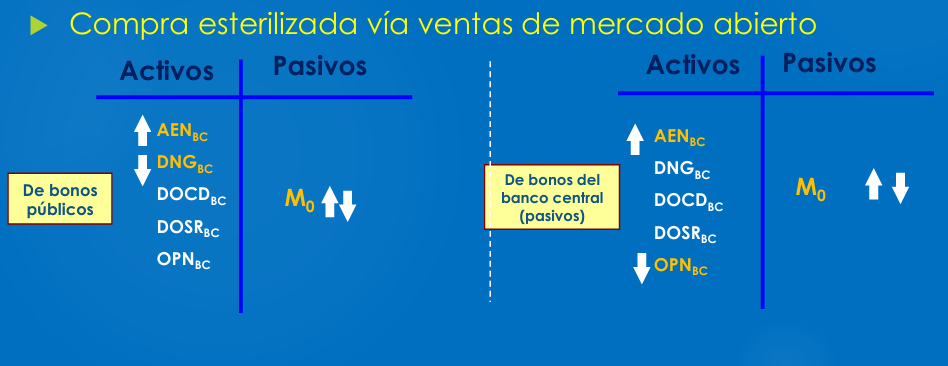 Compra esterilizada vía ventas de mercado abierto
Activos
Pasivos
De bonos
públicos
AEN_BC
DNG_BC
DOCD_BC
DOSR_BC
OPN_BC
M_0
Activos
Pasivos
De bonos del
banco central
(pasivos)
AEN_BC
DNG_BC
DOCD_BC
DOSR_BC
OPN_BC
M_0